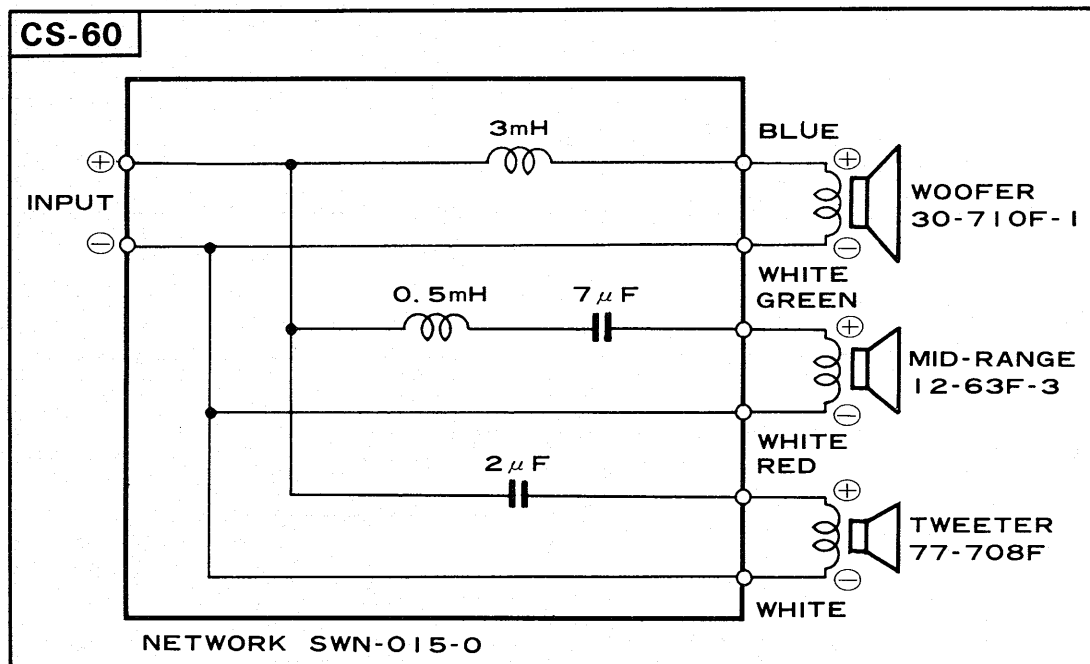 CS-60
3mH
BLUE
⊕
⊕
INPUT
WOOFER
30-710F-1
⊖
⊖
WHITE
GREEN
0.5mH
7μF
⊕
MID-RANGE
12-63F-3
⊖
WHITE
RED
2μF
⊕
TWEETER
77-708F
⊖
WHITE
NETWORK SWN-015-0